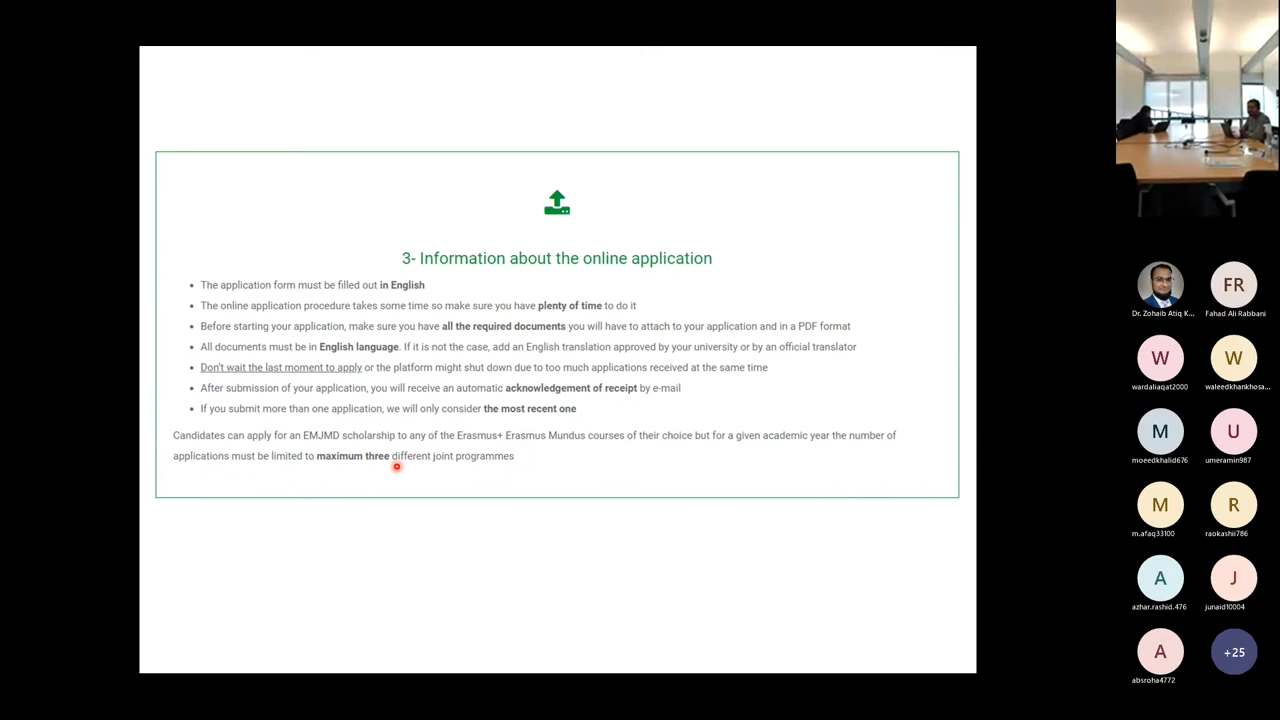 3- Information about the online application
The application form must be filled out in English
The online application procedure takes some time so make sure you have plenty of time to do it
Before starting your application, make sure you have all the required documents you will have to attach to your application and in a PDF format
All documents must be in English language. If it is not the case, add an English translation approved by your university or by an official translator
Don't wait the last moment to apply or the platform might shut down due to too much applications received at the same time
After submission of your application, you will receive an automatic acknowledgement of receipt by e-mail
If you submit more than one application, we will only consider the most recent one
Candidates can apply for an EMJMD scholarship to any of the Erasmus+ Erasmus Mundus courses of their choice but for a given academic year the number of
applications must be limited to maximum three different joint programmes
Dr. Zohaib Atiq K...
FR
Fahad Ali Rabbani
W
wardaliaqat2000
W
waleedkhankhosa...
M
moeedkhalid676
U
umeramin987
M
m.afaq33100
R
raokashii786
A
azhar.rashid.476
J
junaid10004
A
absroha4772
+25